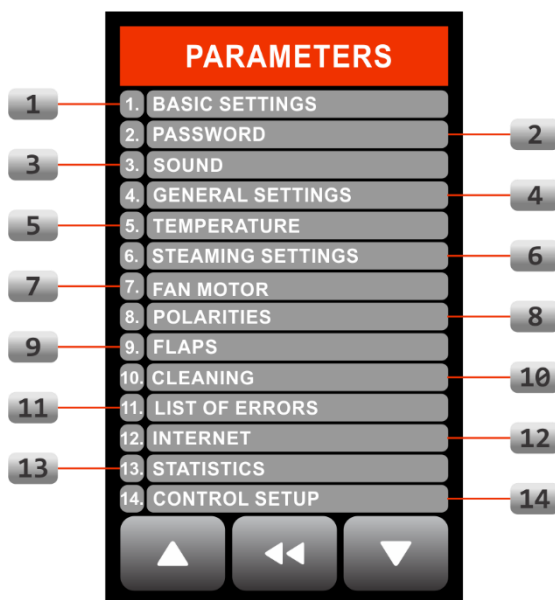 PARAMETERS
1 1. BASIC SETTINGS
2. PASSWORD 2
3 3. SOUND
4. GENERAL SETTINGS 4
5 5. TEMPERATURE
6. STEAMING SETTINGS 6
7 7. FAN MOTOR
8. POLARITIES 8
9 9. FLAPS
10. CLEANING 10
11 11. LIST OF ERRORS
12. INTERNET 12
13 13. STATISTICS
14. CONTROL SETUP 14